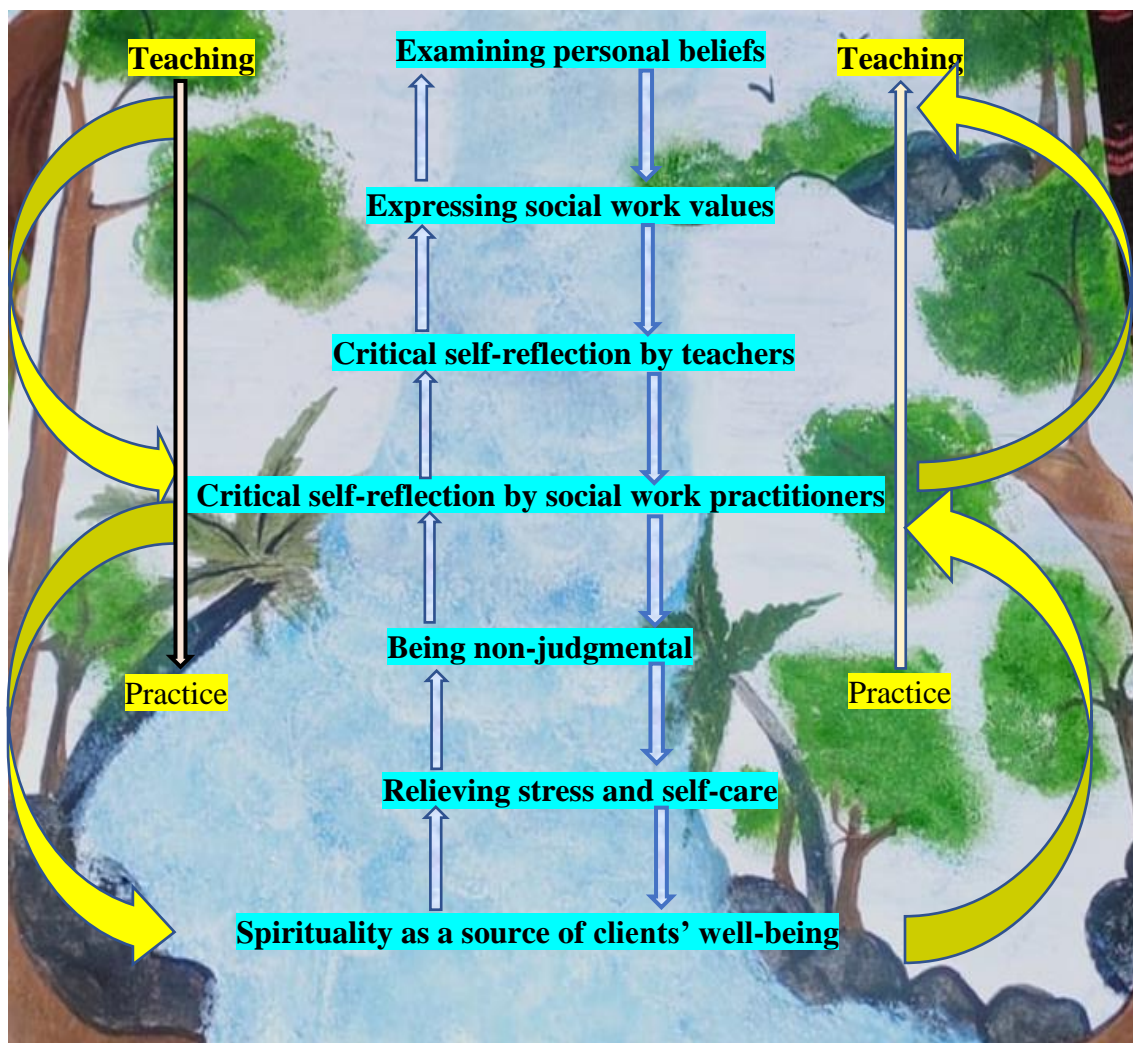 Teaching
Examining personal beliefs
Teaching
Expressing social work values
Critical self-reflection by teachers
Critical self-reflection by social work practitioners
Being non-judgmental
Practice
Practice
Relieving stress and self-care
Spirituality as a source of clients’ well-being